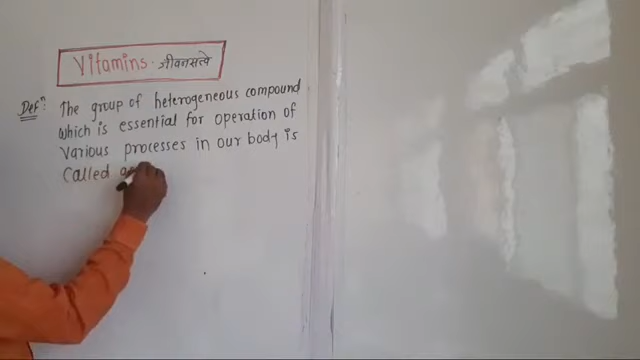 Vitamins. जीवनसत्वे
Defⁿ: The group of heterogeneous compound
which is essential for operation of
various processes in our body is
called